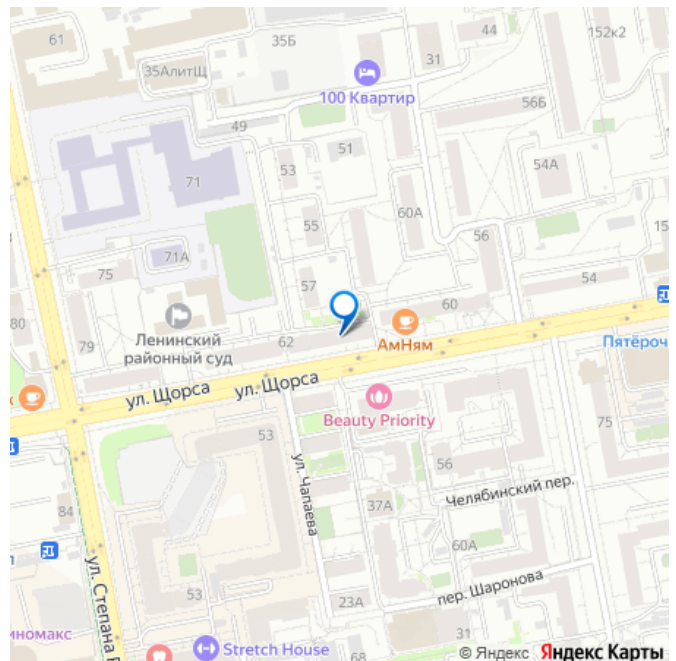 61
35Б
44
152к2
35АлитЩ
31
100 Квартир
56Б
49
51
53
54А
71
60А
55
56
15
71А
75
57
54
60
80
Ленинский
районный суд
62
АмНям
79
Пятёроч
ул. Щорса
ул. Щорса
к
Beauty Priority
75
53
56
ул. Чапаева
Челябинский пер.
37А
84
60А
ул. Степана Р
пер. Шаронова
53
23А
31
иномакс
Stretch House
68
© Яндекс Яндекс Карты